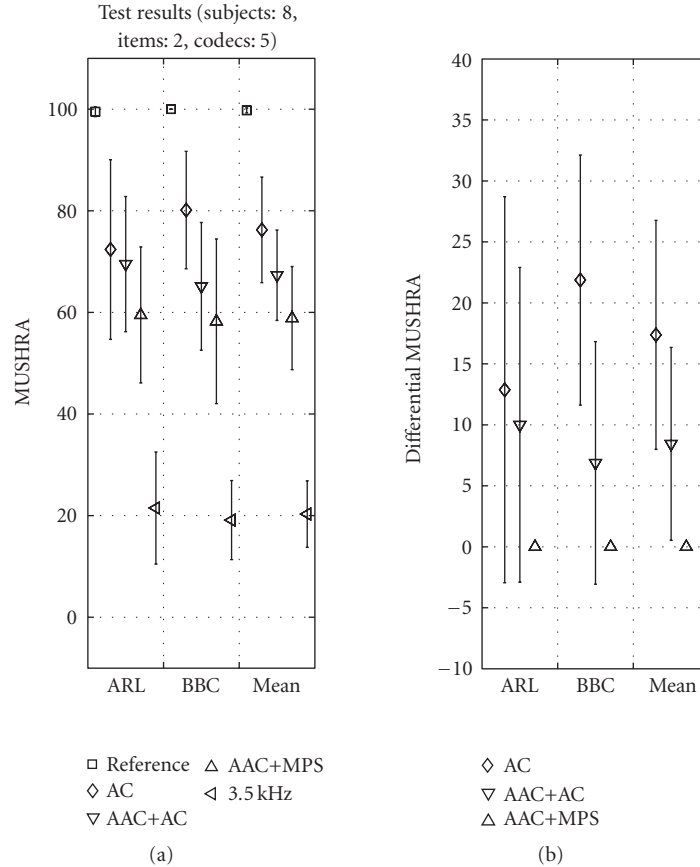 Test results (subjects: 8,
items: 2, codecs: 5)
MUSHRA
100
80
60
40
20
0
ARL BBC Mean
Reference
AC
AAC+AC
AAC+MPS
3.5 kHz
(a)
Differential MUSHRA
40
35
30
25
20
15
10
5
0
−5
−10
ARL BBC Mean
AC
AAC+AC
AAC+MPS
(b)